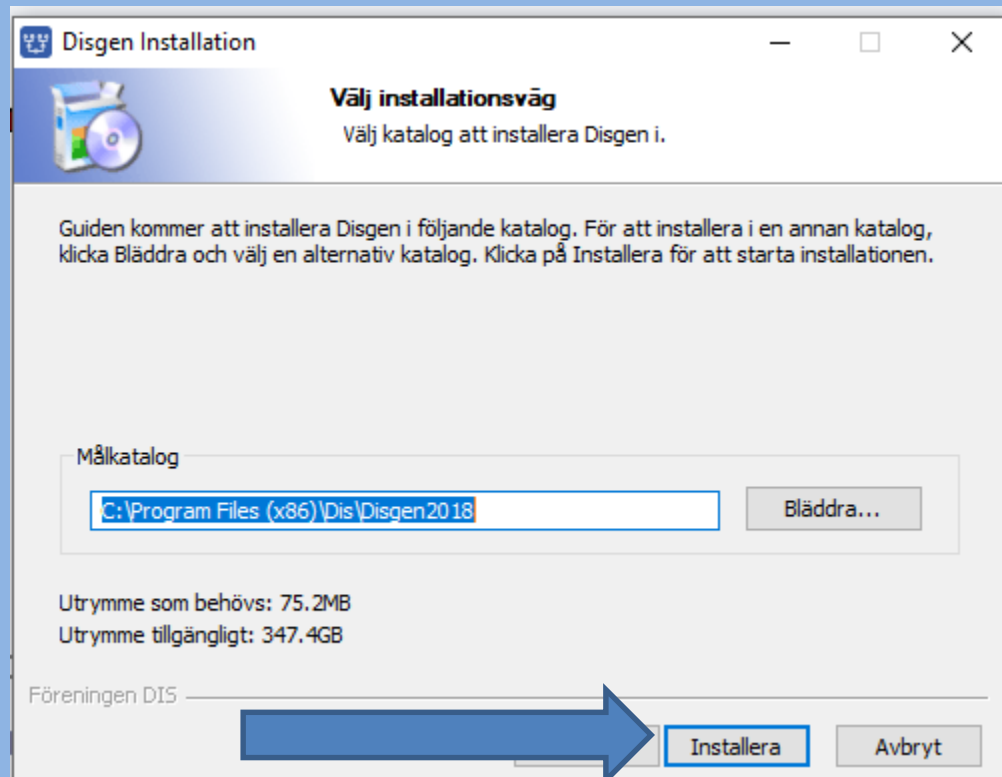 Disgen Installation
Välj installationsväg
Välj katalog att installera Disgen i.
Guiden kommer att installera Disgen i följande katalog. För att installera i en annan katalog,
klicka Bläddra och välj en alternativ katalog. Klicka på Installera för att starta installationen.
Målkatalog
C:\Program Files (x86)\Dis\Disgen2018
Bläddra...
Utrymme som behövs: 75.2MB
Utrymme tillgängligt: 347.4GB
Föreningen DIS
Installera
Avbryt